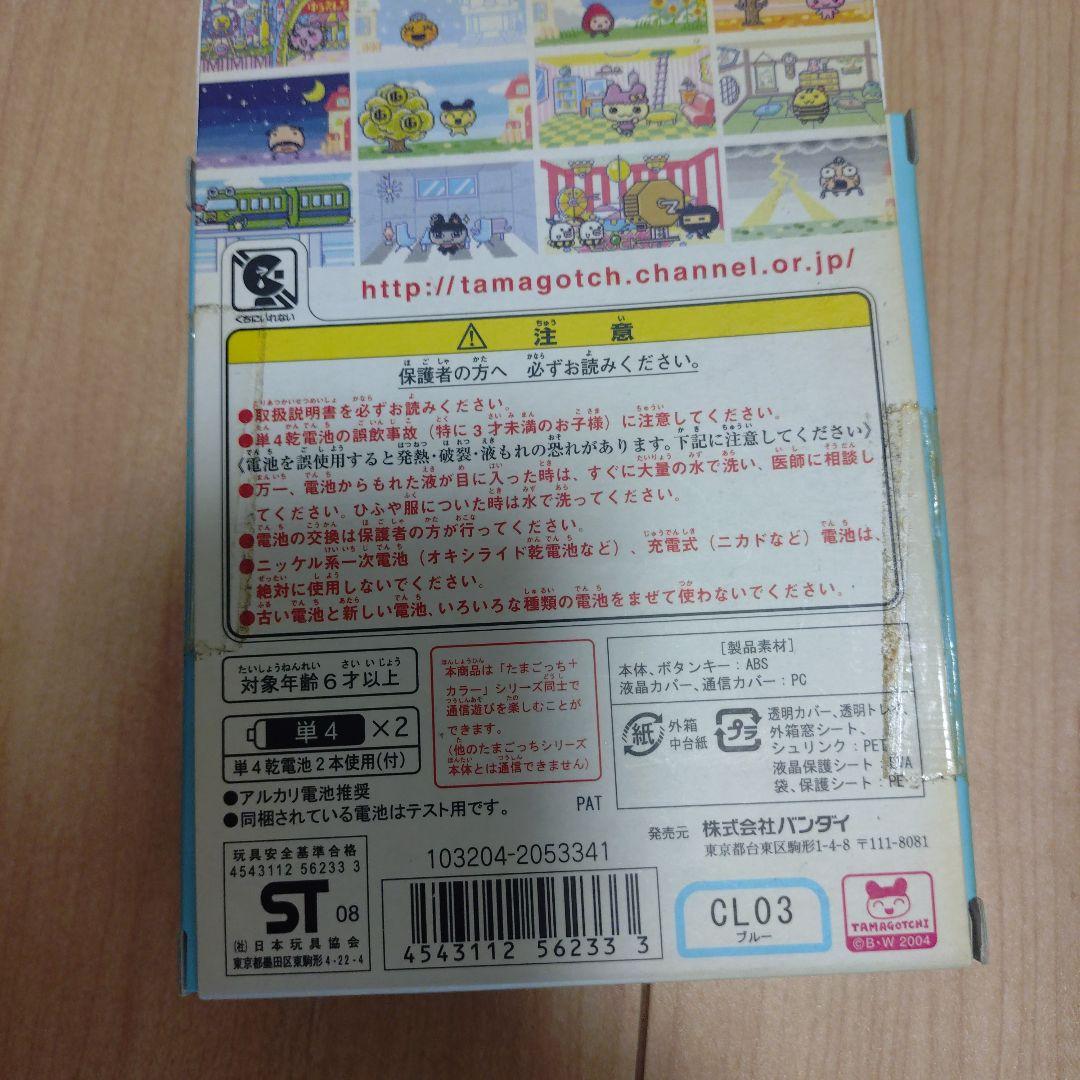 ゆうえんち
くちにいれない
http://tamagotch.channel.or.jp/
注意
保護者の方へ 必ずお読みください。
●取扱説明書を必ずお読みください。
●単4乾電池の誤飲事故（特に3才未満のお子様）に注意してください。
《電池を誤使用すると発熱・破裂・液もれの恐れがあります。下記に注意してください》
●万一、電池からもれた液が目に入った時は、すぐに大量の水で洗い、医師に相談し
てください。ひふや服についた時は水で洗ってください。
●電池の交換は保護者の方が行ってください。
●ニッケル系一次電池（オキシライド乾電池など）、充電式（ニカドなど）電池は、
絶対に使用しないでください。
●古い電池と新しい電池、いろいろな種類の電池をまぜて使わないでください。
対象年齢6才以上
単4 ×2
単4乾電池2本使用(付)
●アルカリ電池推奨
●同梱されている電池はテスト用です。
本商品は「たまごっち+
カラー」シリーズ同士で
通信遊びを楽しむことが
できます。
(他のたまごっちシリーズ
本体とは通信できません)
PAT
[製品素材]
本体、ボタンキー：ABS
液晶カバー、通信カバー：PC
紙
外箱
中台紙
プラ
透明カバー、透明トレイ、
外箱窓シート、
シュリンク：PET
液晶保護シート：EVA
袋、保護シート：PE
発売元 株式会社バンダイ
東京都台東区駒形1-4-8 〒111-8081
玩具安全基準合格
4543112 56233 3
ST 08
(社)日本玩具協会
東京都墨田区東駒形4-22-4
103204-2053341
4543112 562333
CL03
ブルー
TAMAGOTCHI
©B・W 2004